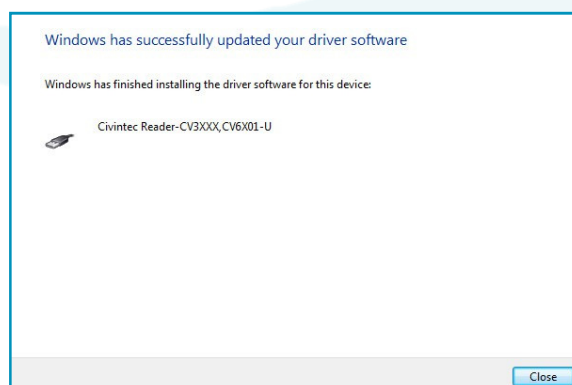 Windows has successfully updated your driver software
Windows has finished installing the driver software for this device:
Civintec Reader-CV3XXX,CV6X01-U
Close